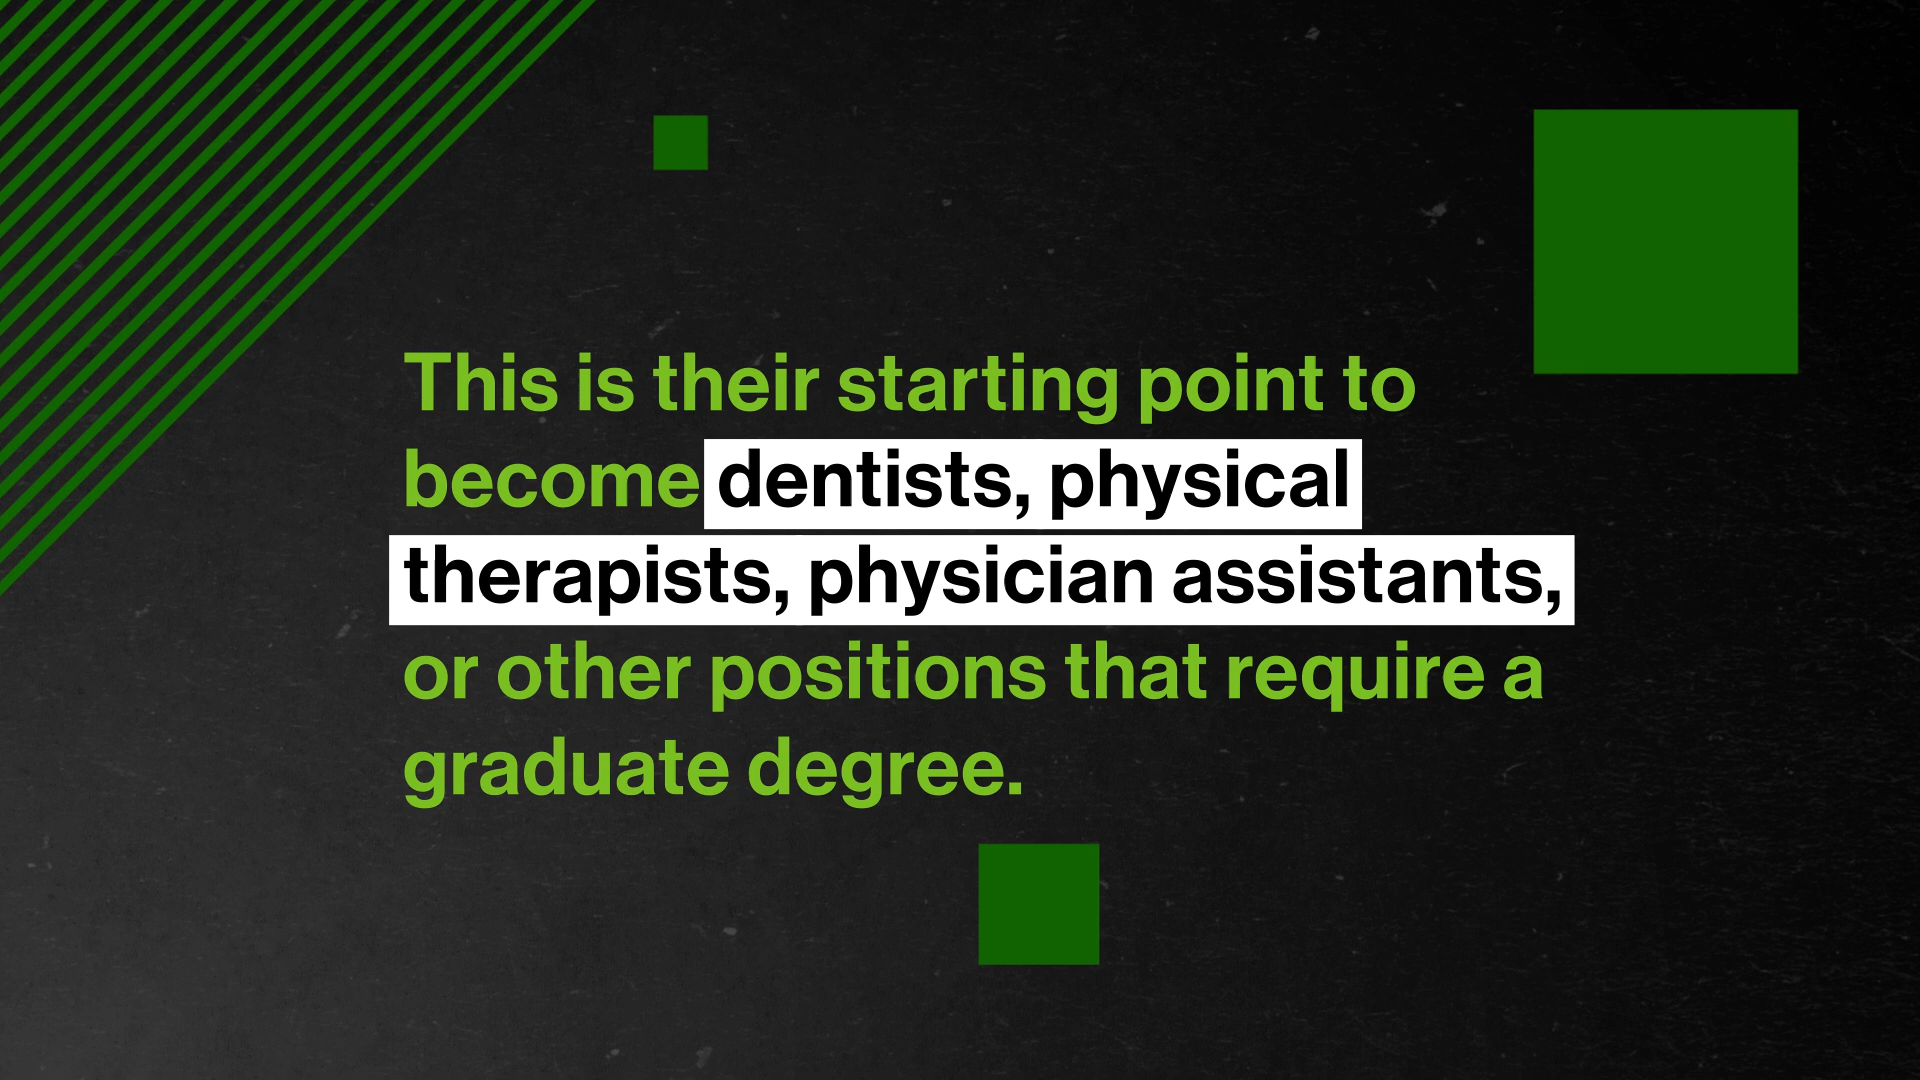 This is their starting point to
become dentists, physical
therapists, physician assistants,
or other positions that require a
graduate degree.